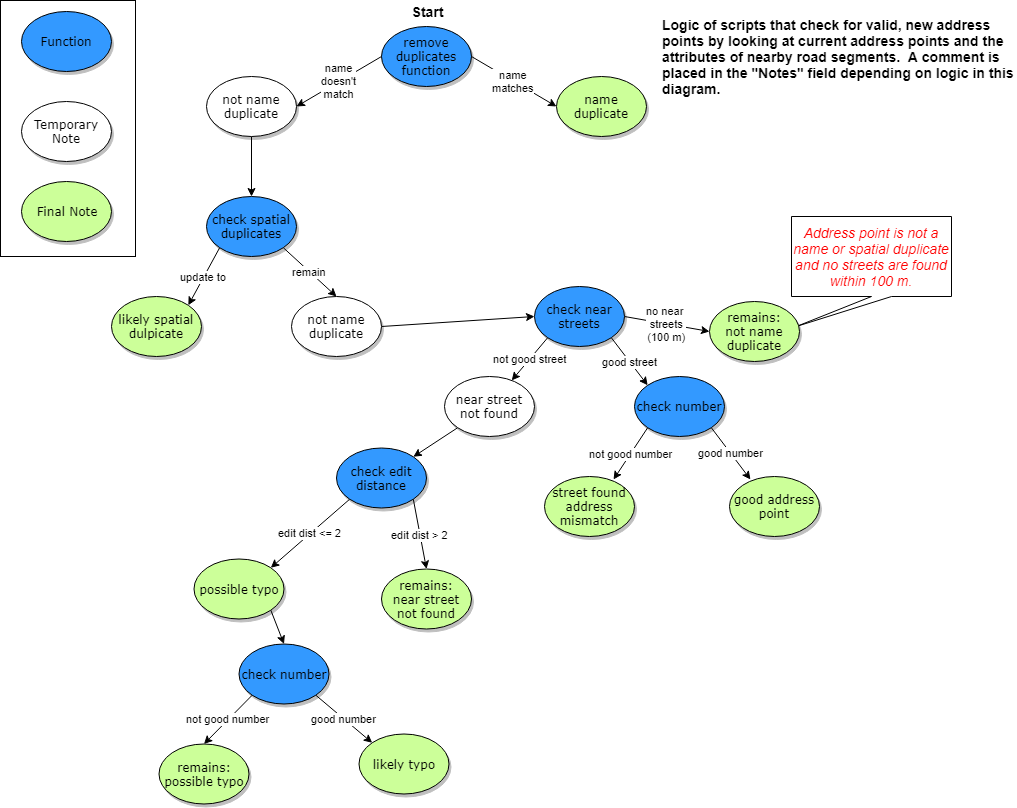 Start
Logic of scripts that check for valid, new address
points by looking at current address points and the
attributes of nearby road segments.  A comment is
placed in the "Notes" field depending on logic in this
diagram.
Function
Temporary
Note
Final Note
remove
duplicates
function
name
doesn't
match
name
matches
not name
duplicate
name
duplicate
check spatial
duplicates
update to
remain
likely spatial
dulpicate
not name
duplicate
check near
streets
no near
streets
(100 m)
remains:
not name
duplicate
Address point is not a
name or spatial duplicate
and no streets are found
within 100 m.
not good street
good street
near street
not found
check number
not good number
good number
street found
address
mismatch
good address
point
check edit
distance
edit dist <= 2
edit dist > 2
possible typo
remains:
near street
not found
check number
not good number
good number
remains:
possible typo
likely typo